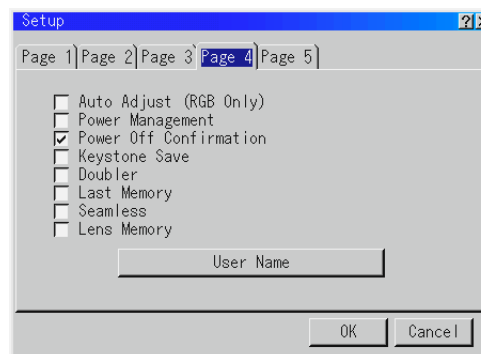 Setup ?
Page 1 Page 2 Page 3 Page 4 Page 5
Auto Adjust (RGB Only)
Power Management
Power Off Confirmation
Keystone Save
Doubler
Last Memory
Seamless
Lens Memory
User Name
OK Cancel